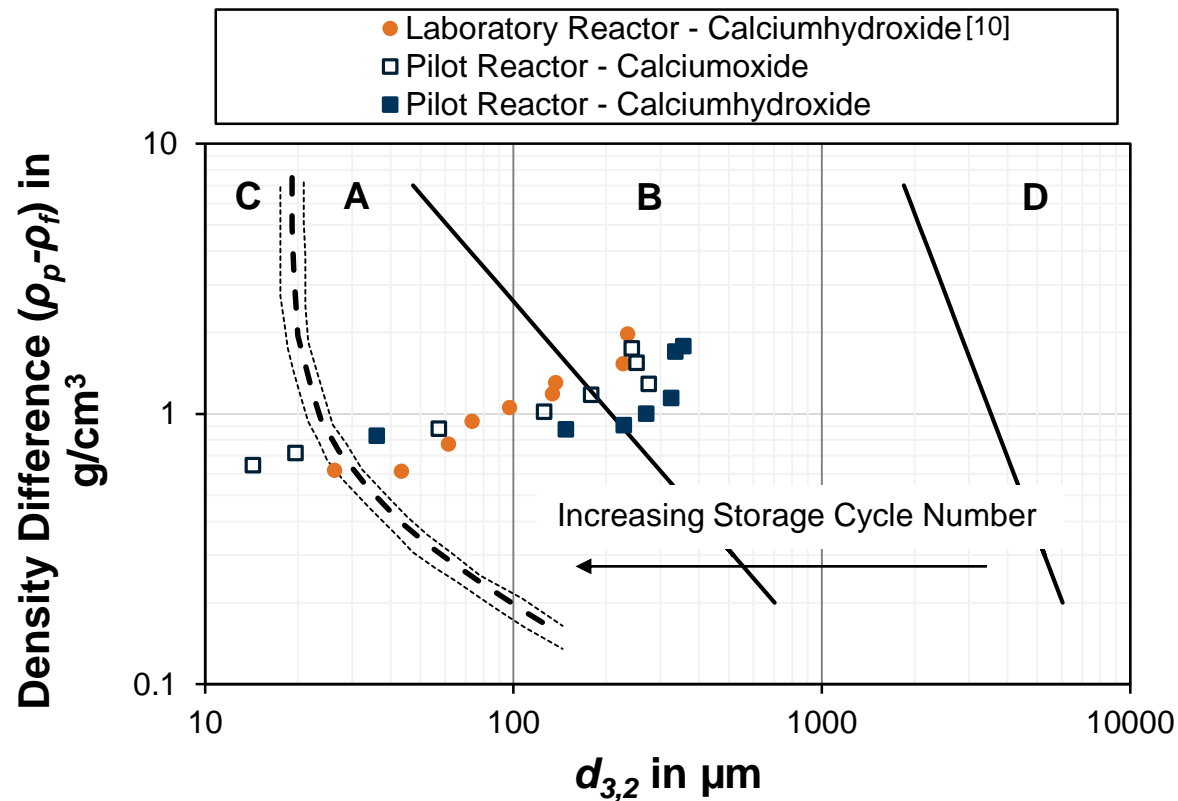 Laboratory Reactor - Calciumhydroxide [10]
Pilot Reactor - Calciumoxide
Pilot Reactor - Calciumhydroxide
Density Difference (ρp-ρf) in
g/cm³
10
1
0.1
C
A
B
D
Increasing Storage Cycle Number
10
100
1000
10000
d3,2 in µm